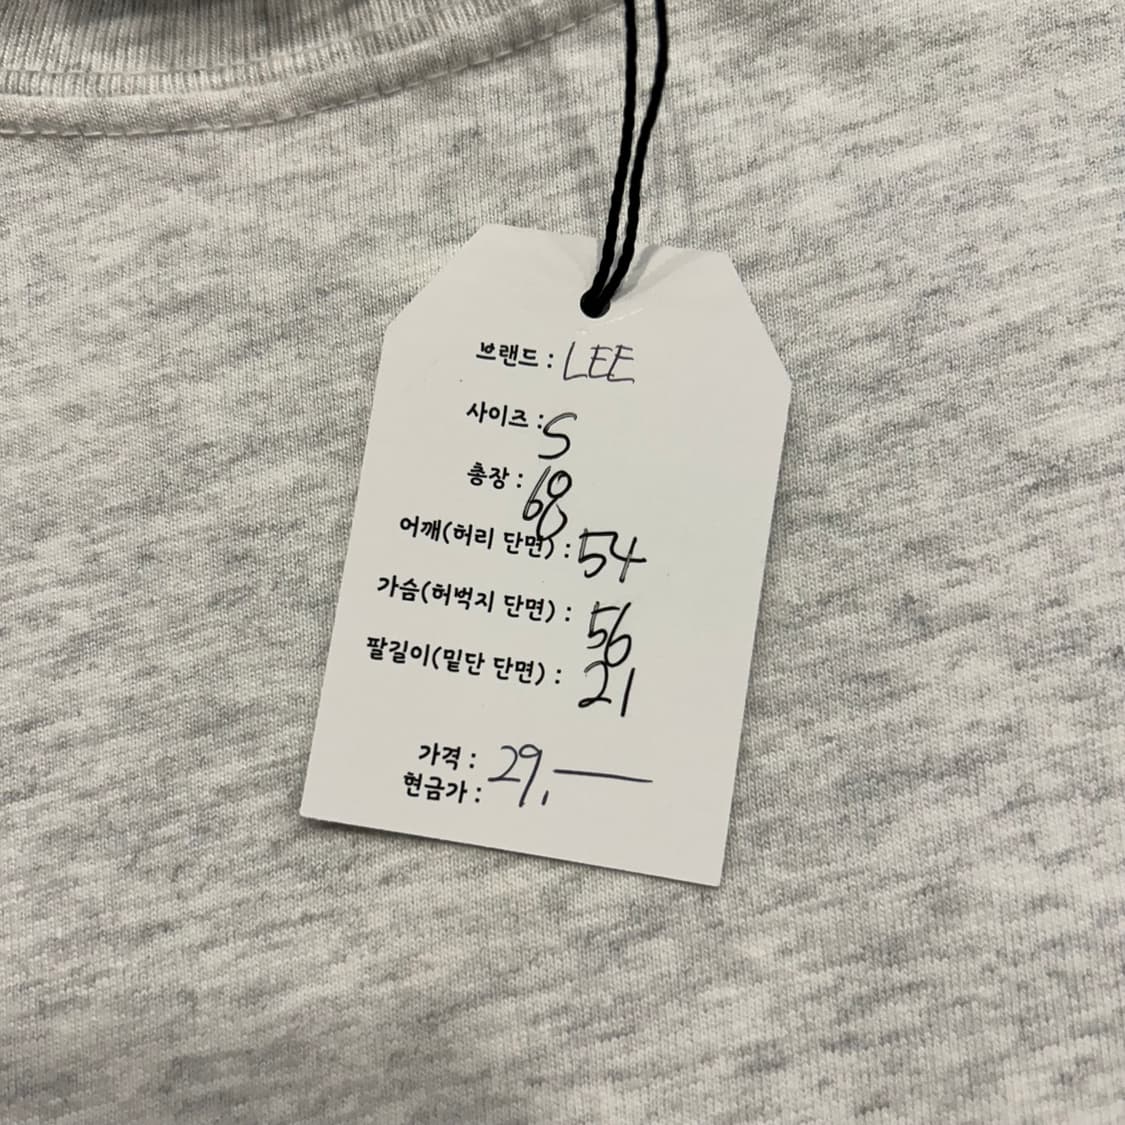 브랜드 : LEE
사이즈 : S
총장 : 68
어깨(허리 단면) : 54
가슴(허벅지 단면) : 56
팔길이(밑단 단면) : 21
가격 : 29,—
현금가 :